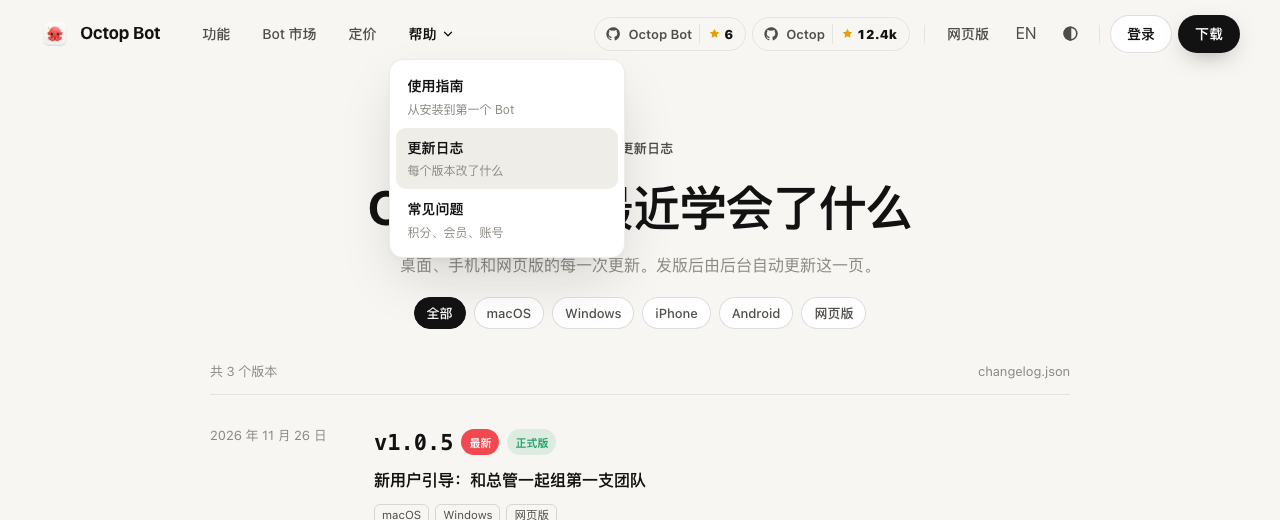 Octop Bot 功能 Bot 市场 定价 帮助 Octop Bot 6 Octop 12.4k 网页版 EN 登录 下载
使用指南
从安装到第一个 Bot
更新日志
每个版本改了什么
常见问题
积分、会员、账号
更新日志
近学会了什么
桌面、手机和网页版的每一次更新。发版后由后台自动更新这一页。
全部 macOS Windows iPhone Android 网页版
共 3 个版本 changelog.json
2026 年 11 月 26 日
v1.0.5 最新 正式版
新用户引导：和总管一起组第一支团队
macOS Windows 网页版